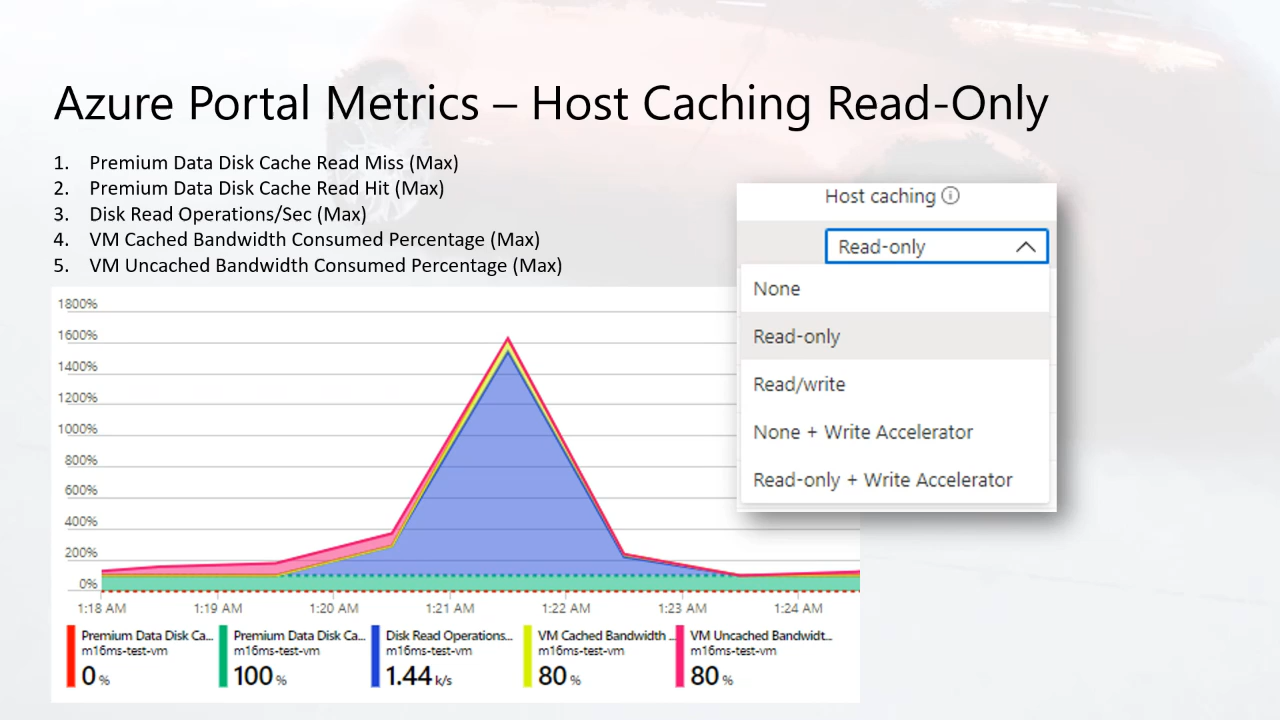 Azure Portal Metrics – Host Caching Read-Only
1. Premium Data Disk Cache Read Miss (Max)
2. Premium Data Disk Cache Read Hit (Max)
3. Disk Read Operations/Sec (Max)
4. VM Cached Bandwidth Consumed Percentage (Max)
5. VM Uncached Bandwidth Consumed Percentage (Max)
Host caching
Read-only
None
Read-only
Read/write
None + Write Accelerator
Read-only + Write Accelerator
1800%
1600%
1400%
1200%
1000%
800%
600%
400%
200%
0%
1:18 AM 1:19 AM 1:20 AM 1:21 AM 1:22 AM 1:23 AM 1:24 AM
Premium Data Disk Ca...
m16ms-test-vm
0 %
Premium Data Disk Ca...
m16ms-test-vm
100 %
Disk Read Operations...
m16ms-test-vm
1.44 k/s
VM Cached Bandwidth ...
m16ms-test-vm
80 %
VM Uncached Bandwidt...
m16ms-test-vm
80 %